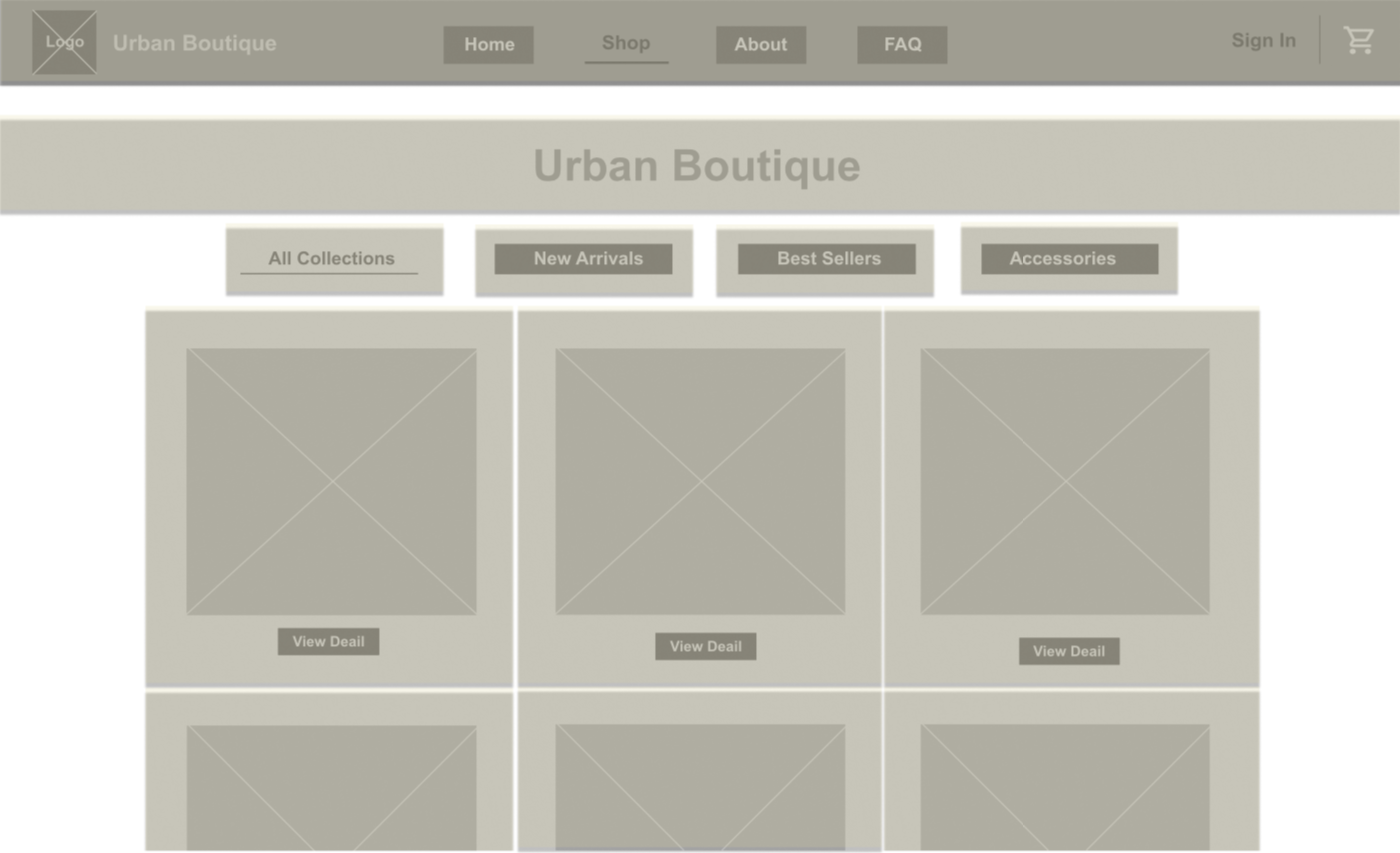 Logo
Urban Boutique
Home
Shop
About
FAQ
Sign In
Urban Boutique
All Collections
New Arrivals
Best Sellers
Accessories
View Deail
View Deail
View Deail